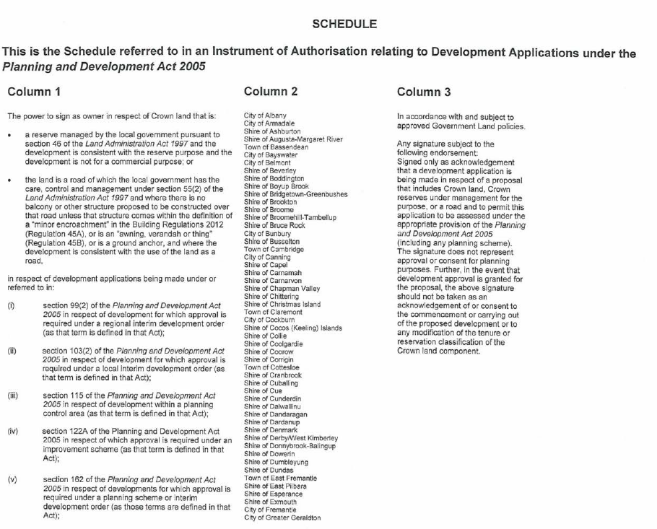 SCHEDULE
This is the Schedule referred to in an Instrument of Authorisation relating to Development Applications under the
Planning and Development Act 2005
Column 1
The power to sign as owner in respect of Crown land that is:
• a reserve managed by the local government pursuant to
section 46 of the Land Administration Act 1997 and the
development is consistent with the reserve purpose and the
development is not for a commercial purpose; or
• the land is a road of which the local government has the
care, control and management under section 55(2) of the
Land Administration Act 1997 and where there is no
balcony or other structure proposed to be constructed over
that road unless that structure comes within the definition of
a "minor encroachment" in the Building Regulations 2012
(Regulation 45A), or is an "awning, verandah or thing"
(Regulation 45B), or is a ground anchor, and where the
development is consistent with the use of the land as a
road,
in respect of development applications being made under or
referred to in:
(i) section 99(2) of the Planning and Development Act
2005 in respect of development for which approval is
required under a regional interim development order
(as that term is defined in that Act);
(ii) section 103(2) of the Planning and Development Act
2005 in respect of development for which approval is
required under a local interim development order (as
that term is defined in that Act);
(iii) section 115 of the Planning and Development Act
2005 in respect of development within a planning
control area (as that term is defined in that Act);
(iv) section 122A of the Planning and Development Act
2005 in respect of which approval is required under an
improvement scheme (as that term is defined in that
Act);
(v) section 162 of the Planning and Development Act
2005 in respect of developments for which approval is
required under a planning scheme or interim
development order (as those terms are defined in that
Act);
Column 2
City of Albany
City of Armadale
Shire of Ashburton
Shire of Augusta-Margaret River
Town of Bassendean
City of Bayswater
City of Belmont
Shire of Beverley
Shire of Boddington
Shire of Boyup Brook
Shire of Bridgetown-Greenbushes
Shire of Brookton
Shire of Broome
Shire of Broomehill-Tambellup
Shire of Bruce Rock
City of Bunbury
Shire of Busselton
Town of Cambridge
City of Canning
Shire of Capel
Shire of Carnamah
Shire of Carnarvon
Shire of Chapman Valley
Shire of Chittering
Shire of Christmas Island
Town of Claremont
City of Cockburn
Shire of Cocos (Keeling) Islands
Shire of Collie
Shire of Coolgardie
Shire of Coorow
Shire of Corrigin
Town of Cottesloe
Shire of Cranbrook
Shire of Cuballing
Shire of Cue
Shire of Cunderdin
Shire of Dalwallinu
Shire of Dandaragan
Shire of Dardanup
Shire of Denmark
Shire of Derby/West Kimberley
Shire of Donnybrook-Balingup
Shire of Dowerin
Shire of Dumbleyung
Shire of Dundas
Town of East Fremantle
Shire of East Pilbara
Shire of Esperance
Shire of Exmouth
City of Fremantle
City of Greater Geraldton
Column 3
In accordance with and subject to
approved Government Land policies.
Any signature subject to the
following endorsement:
Signed only as acknowledgement
that a development application is
being made in respect of a proposal
that includes Crown land, Crown
reserves under management for the
purpose, or a road and to permit this
application to be assessed under the
appropriate provision of the Planning
and Development Act 2005
(including any planning scheme).
The signature does not represent
approval or consent for planning
purposes. Further, in the event that
development approval is granted for
the proposal, the above signature
should not be taken as an
acknowledgement of or consent to
the commencement or carrying out
of the proposed development or to
any modification of the tenure or
reservation classification of the
Crown land component.